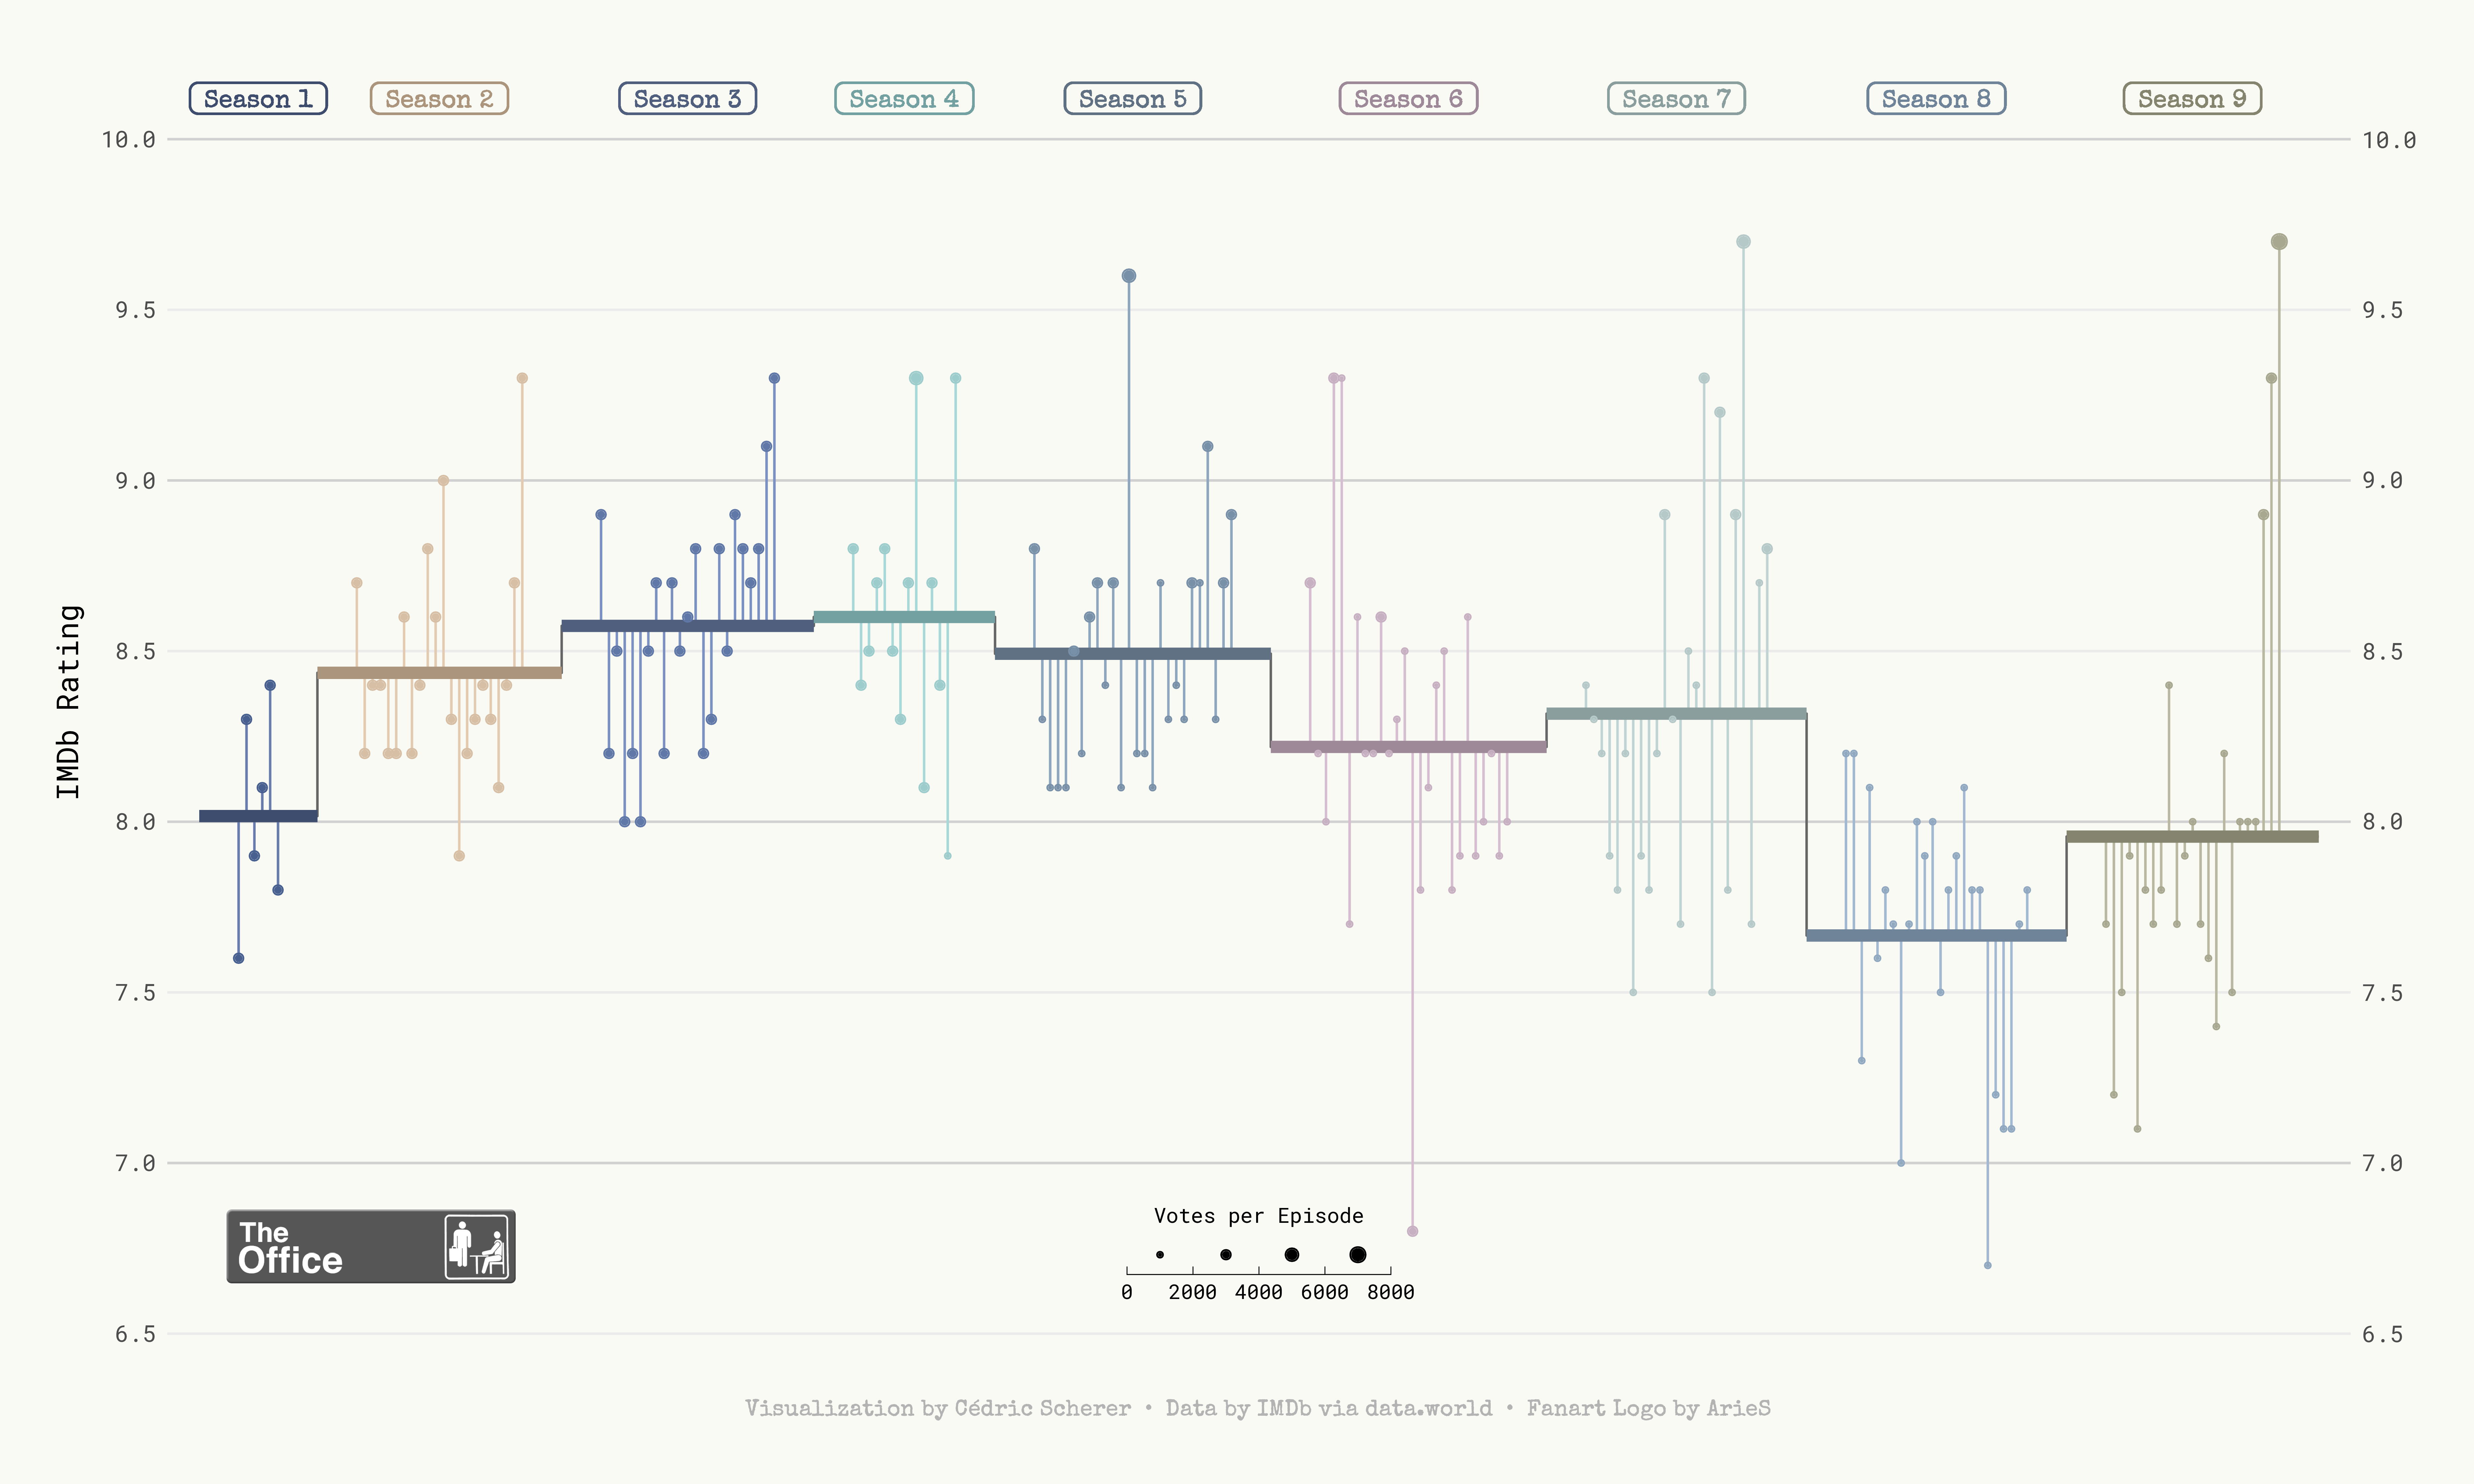 Season 1 Season 2 Season 3 Season 4 Season 5 Season 6 Season 7 Season 8 Season 9
10.0 10.0
9.5 9.5
9.0 9.0
8.5 8.5
IMDb Rating
8.0 8.0
7.5 7.5
7.0 7.0
The
Office
Votes per Episode
0 2000 4000 6000 8000
6.5 6.5
Visualization by Cédric Scherer • Data by IMDb via data.world • Fanart Logo by ArieS